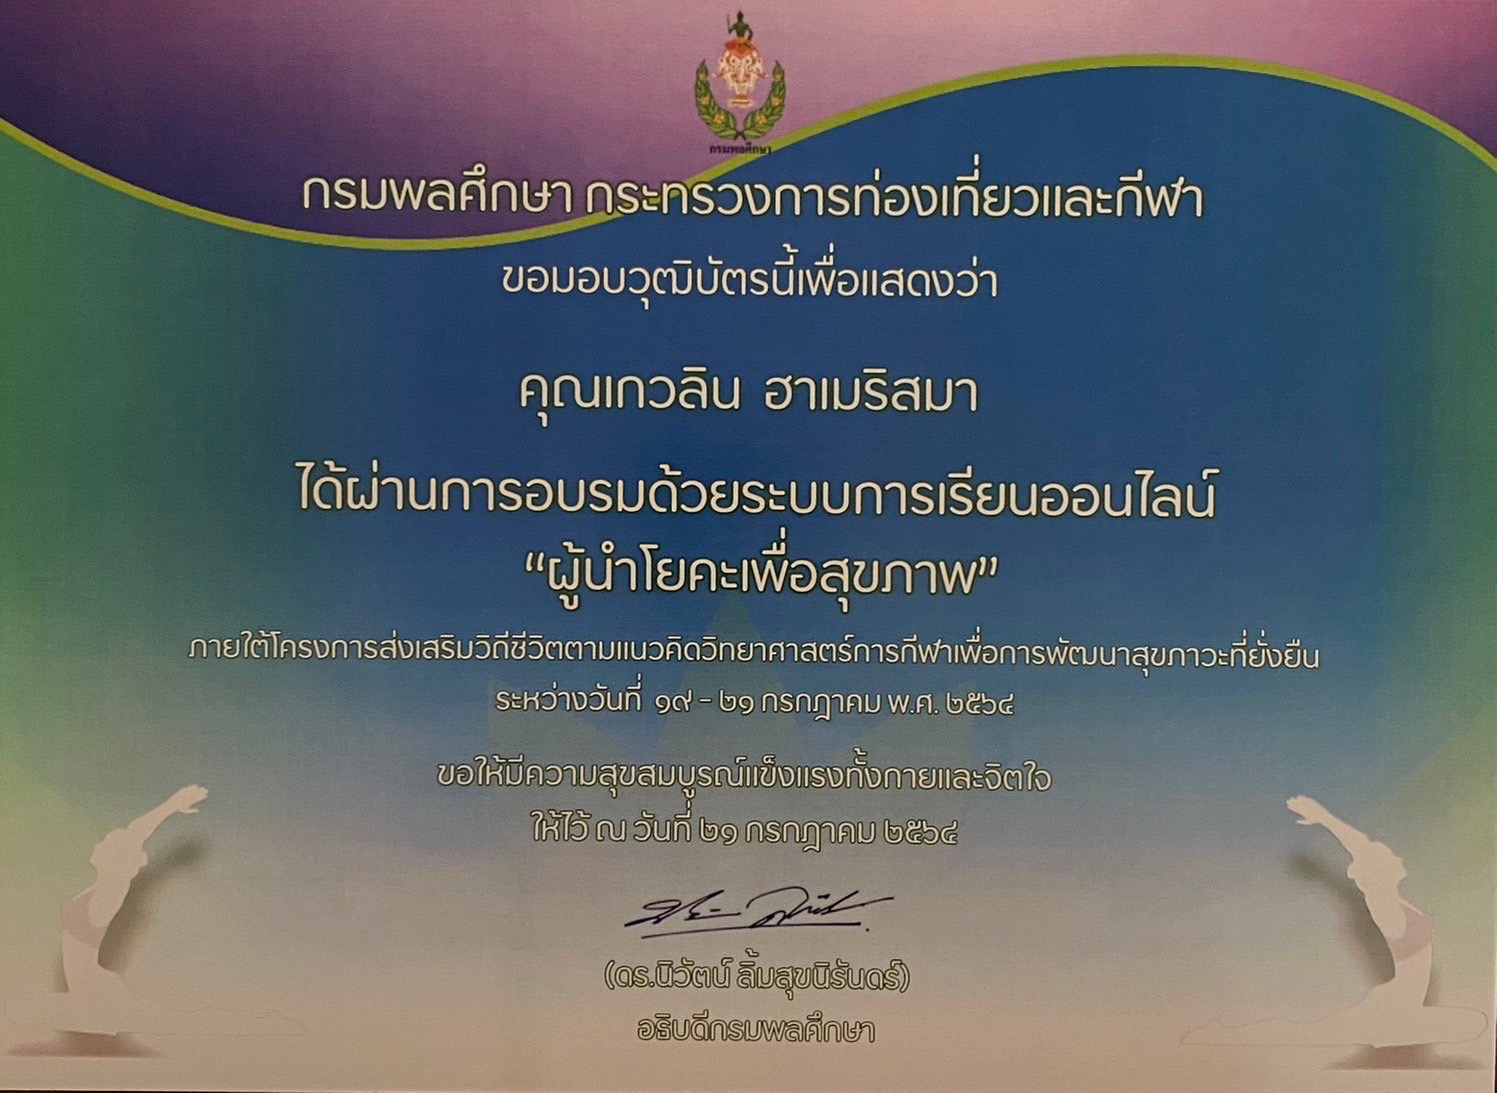 กรมพลศึกษา
กรมพลศึกษา กระทรวงการท่องเที่ยวและกีฬา
ขอมอบวุฒิบัตรนี้เพื่อแสดงว่า
คุณเกวลิน ฮาเมริสมา
ได้ผ่านการอบรมด้วยระบบการเรียนออนไลน์
“ผู้นำโยคะเพื่อสุขภาพ”
ภายใต้โครงการส่งเสริมวิถีชีวิตตามแนวคิดวิทยาศาสตร์การกีฬาเพื่อการพัฒนาสุขภาวะที่ยั่งยืน
ระหว่างวันที่ ๑๙ - ๒๑ กรกฎาคม พ.ศ. ๒๕๖๔
ขอให้มีความสุขสมบูรณ์แข็งแรงทั้งกายและจิตใจ
ให้ไว้ ณ วันที่ ๒๑ กรกฎาคม ๒๕๖๔
(ดร.นิวัตน์ ลิ้มสุขนิรันดร์)
อธิบดีกรมพลศึกษา